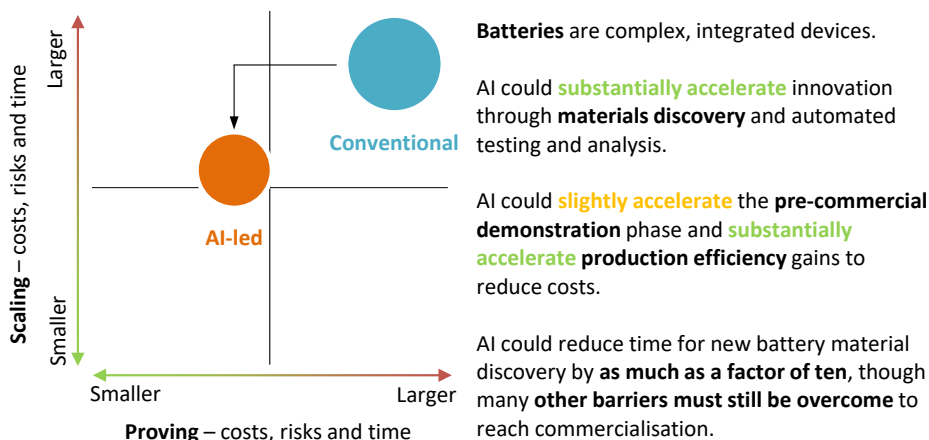 Scaling – costs, risks and time
Larger
Smaller
Conventional
AI-led
Smaller
Larger
Proving – costs, risks and time
Batteries are complex, integrated devices.
AI could substantially accelerate innovation
through materials discovery and automated
testing and analysis.
AI could slightly accelerate the pre-commercial
demonstration phase and substantially
accelerate production efficiency gains to
reduce costs.
AI could reduce time for new battery material
discovery by as much as a factor of ten, though
many other barriers must still be overcome to
reach commercialisation.